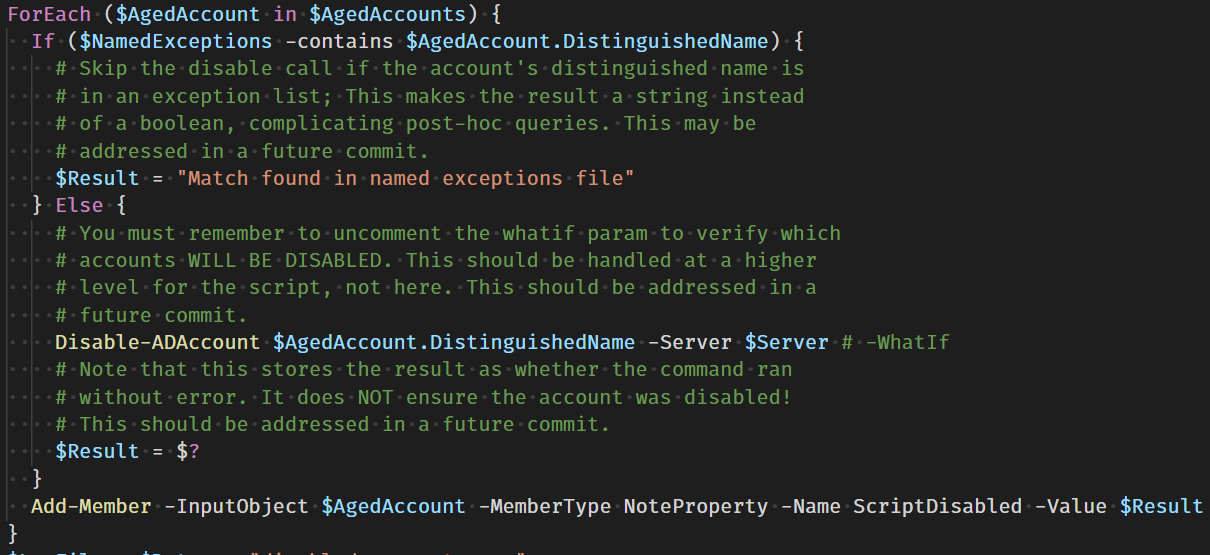 ForEach ($AgedAccount in $AgedAccounts) {
If ($NamedExceptions -contains $AgedAccount.DistinguishedName) {
# Skip the disable call if the account's distinguished name is
# in an exception list; This makes the result a string instead
# of a boolean, complicating post-hoc queries. This may be
# addressed in a future commit.
$Result = "Match found in named exceptions file"
} Else {
# You must remember to uncomment the whatif param to verify which
# accounts WILL BE DISABLED. This should be handled at a higher
# level for the script, not here. This should be addressed in a
# future commit.
Disable-ADAccount $AgedAccount.DistinguishedName -Server $Server # -WhatIf
# Note that this stores the result as whether the command ran
# without error. It does NOT ensure the account was disabled!
# This should be addressed in a future commit.
$Result = $?
}
Add-Member -InputObject $AgedAccount -MemberType NoteProperty -Name ScriptDisabled -Value $Result
}